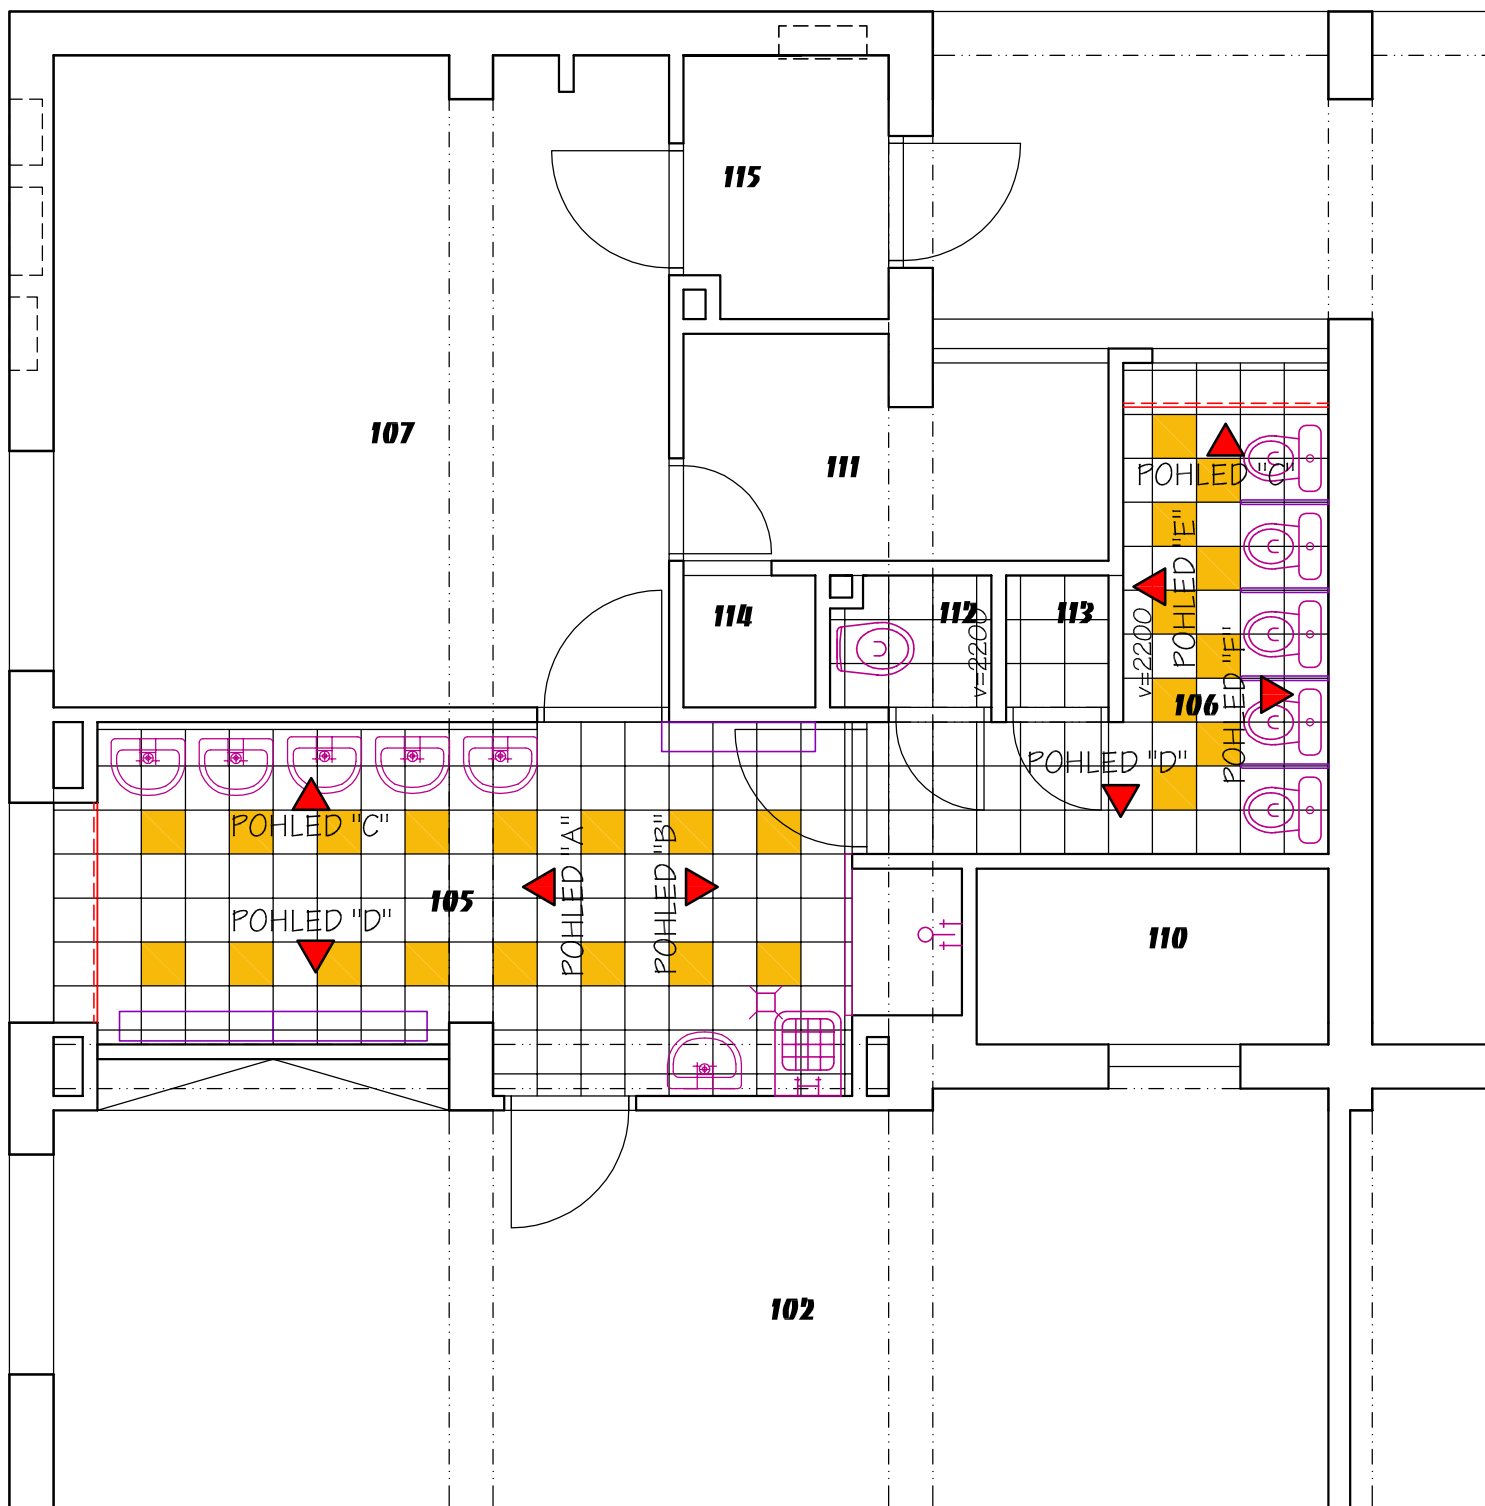 115
107
111
POHLED "C"
POHLED "E"
114
112
v=2200
113
v=2200
106
POHLED "F"
POHLED "D"
POHLED "C"
POHLED "A"
POHLED "B"
105
POHLED "D"
110
102